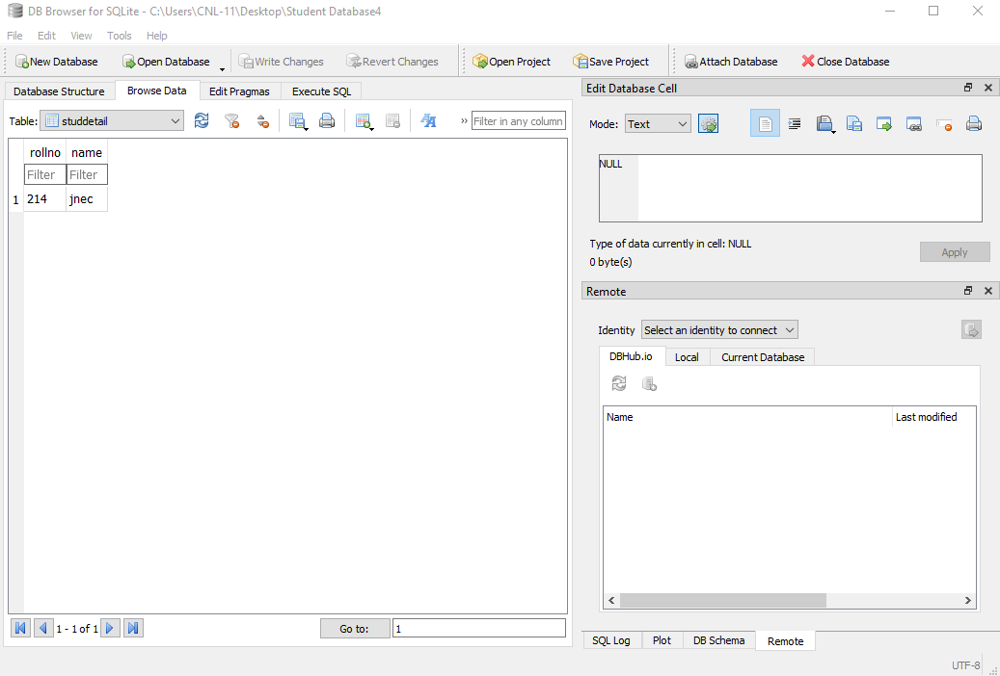 DB Browser for SQLite - C:\Users\CNL-11\Desktop\Student Database4
File Edit View Tools Help
New Database Open Database Write Changes Revert Changes Open Project Save Project Attach Database Close Database
Database Structure Browse Data Edit Pragmas Execute SQL
Table: studdetail » Filter in any column
rollno name
Filter Filter
1 214 jnec
1 - 1 of 1 Go to: 1
Edit Database Cell
Mode: Text
NULL
Type of data currently in cell: NULL
0 byte(s)
Apply
Remote
Identity Select an identity to connect
DBHub.io Local Current Database
Name Last modified
SQL Log Plot DB Schema Remote
UTF-8